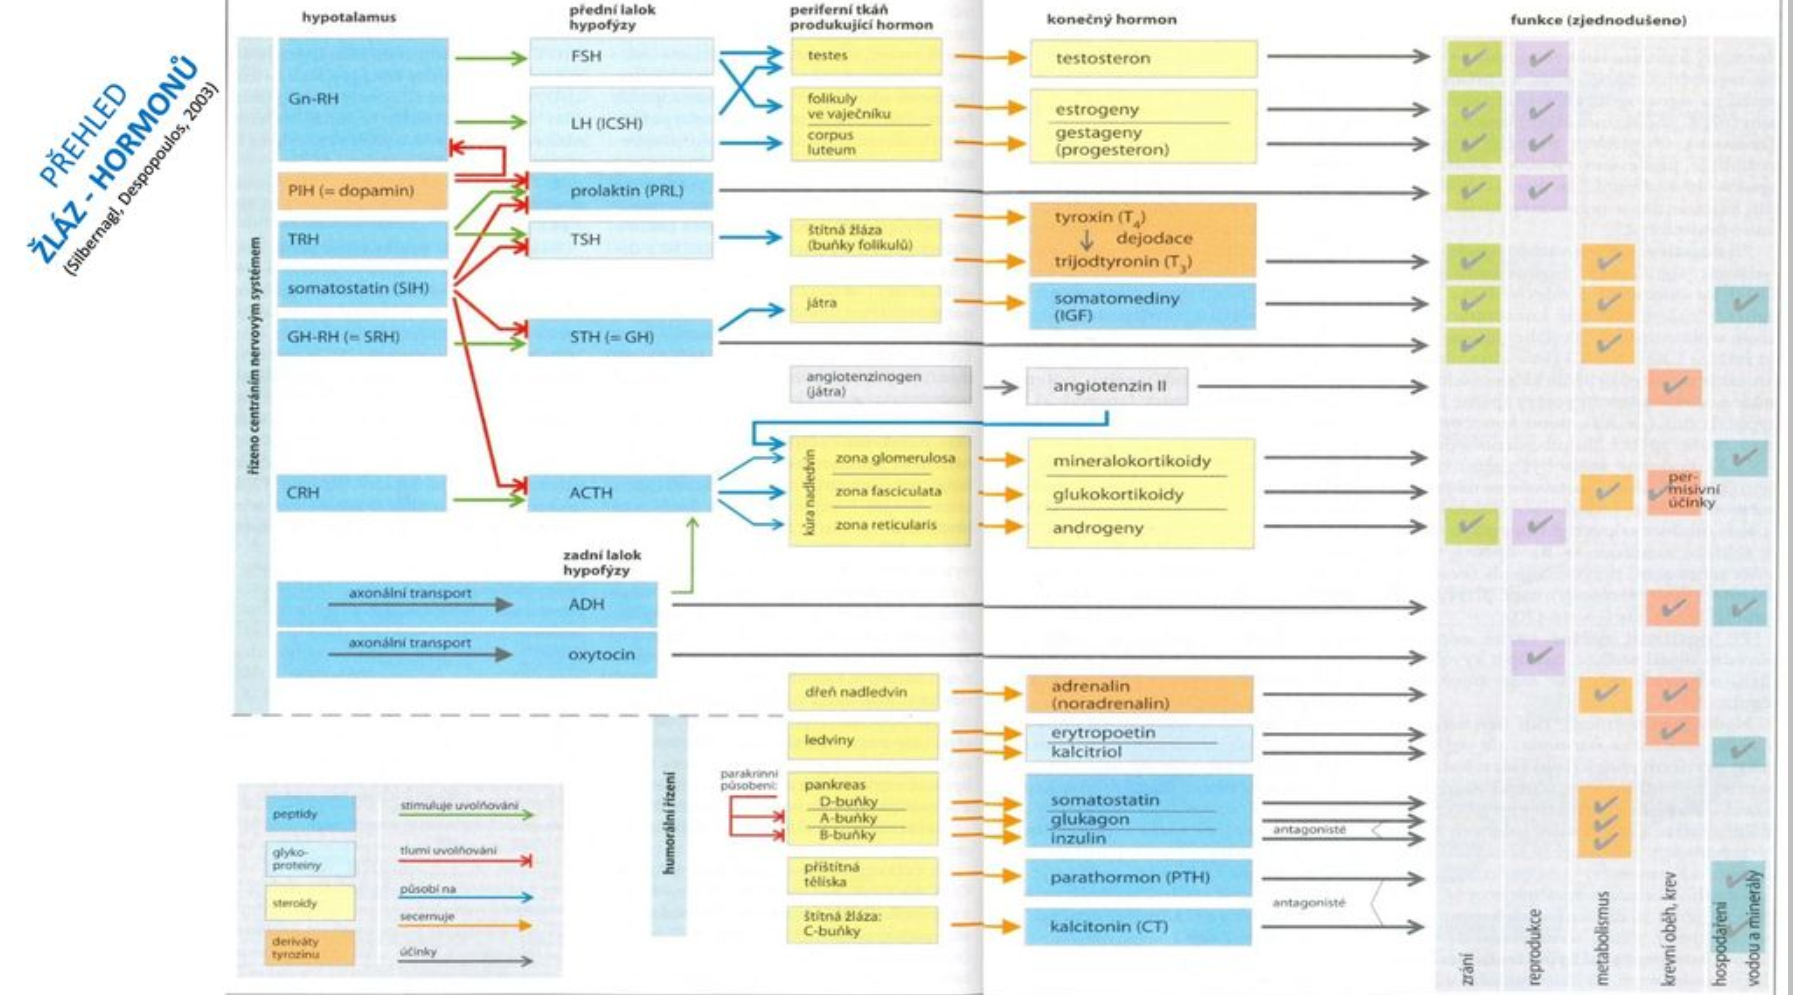 PŘEHLED
ŽLÁZ - HORMONŮ
(Silbernagl, Despopoulos, 2003)
hypotalamus
přední lalok
hypofýzy
periferní tkáň
produkující hormon
konečný hormon
funkce (zjednodušeno)
řízeno centráním nervovým systémem
Gn-RH
FSH
LH (ICSH)
testes
folikuly
ve vaječníku
corpus
luteum
testosteron
estrogeny
gestageny
(progesteron)
PIH (= dopamin)
prolaktin (PRL)
TRH
TSH
štítná žláza
(buňky folikulů)
tyroxin (T4)
dejodace
trijodtyronin (T3)
somatostatin (SIH)
játra
somatomediny
(IGF)
GH-RH (= SRH)
STH (= GH)
angiotenzinogen
(játra)
angiotenzin II
CRH
ACTH
kůra nadledvin
zona glomerulosa
zona fasciculata
zona reticularis
mineralokortikoidy
glukokortikoidy
androgeny
per-
misivní
účinky
zadní lalok
hypofýzy
axonální transport
ADH
axonální transport
oxytocin
dřeň nadledvin
adrenalin
(noradrenalin)
humorální řízení
ledviny
erytropoetin
kalcitriol
parakrinní
působení:
pankreas
D-buňky
A-buňky
B-buňky
somatostatin
glukagon
inzulin
antagonisté
příštítná
tělíska
parathormon (PTH)
antagonisté
štítná žláza:
C-buňky
kalcitonin (CT)
peptidy
glyko-
proteiny
steroidy
deriváty
tyrozinu
stimuluje uvolňování
tlumí uvolňování
působí na
secernuje
účinky
zrání
reprodukce
metabolismus
krevní oběh, krev
hospodaření
vodou a minerály